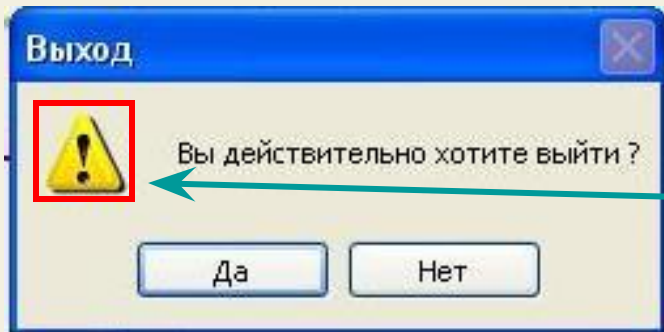 Выход
Вы действительно хотите выйти ?
Да
Нет